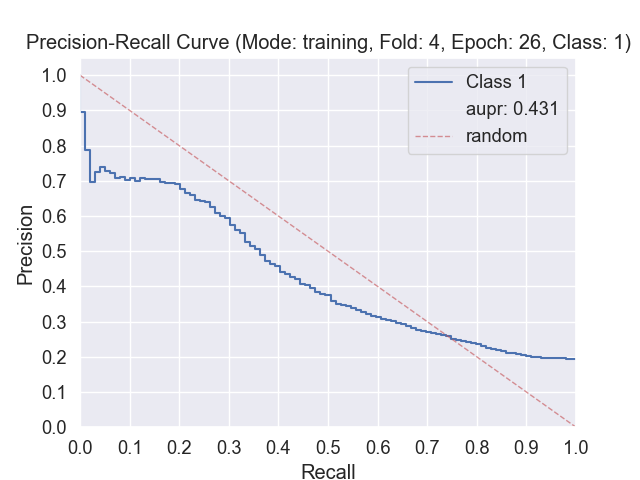 Precision-Recall Curve (Mode: training, Fold: 4, Epoch: 26, Class: 1)
Class 1
aupr: 0.431
random
Precision
1.0
0.9
0.8
0.7
0.6
0.5
0.4
0.3
0.2
0.1
0.0
0.0 0.1 0.2 0.3 0.4 0.5 0.6 0.7 0.8 0.9 1.0
Recall